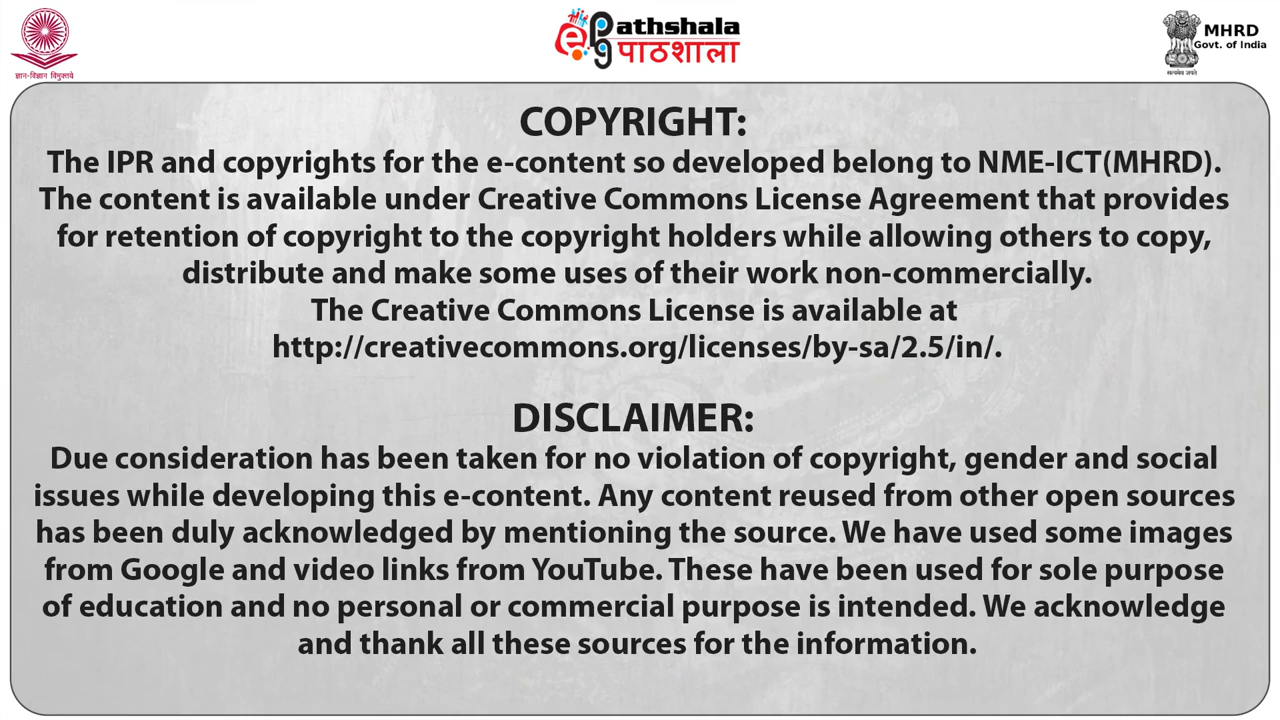 ज्ञान-विज्ञान विमुक्तये
ePG Pathshala
पाठशाला
MHRD
Govt. of India
सत्यमेव जयते
COPYRIGHT:
The IPR and copyrights for the e-content so developed belong to NME-ICT(MHRD).
The content is available under Creative Commons License Agreement that provides
for retention of copyright to the copyright holders while allowing others to copy,
distribute and make some uses of their work non-commercially.
The Creative Commons License is available at
http://creativecommons.org/licenses/by-sa/2.5/in/.
DISCLAIMER:
Due consideration has been taken for no violation of copyright, gender and social
issues while developing this e-content. Any content reused from other open sources
has been duly acknowledged by mentioning the source. We have used some images
from Google and video links from YouTube. These have been used for sole purpose
of education and no personal or commercial purpose is intended. We acknowledge
and thank all these sources for the information.